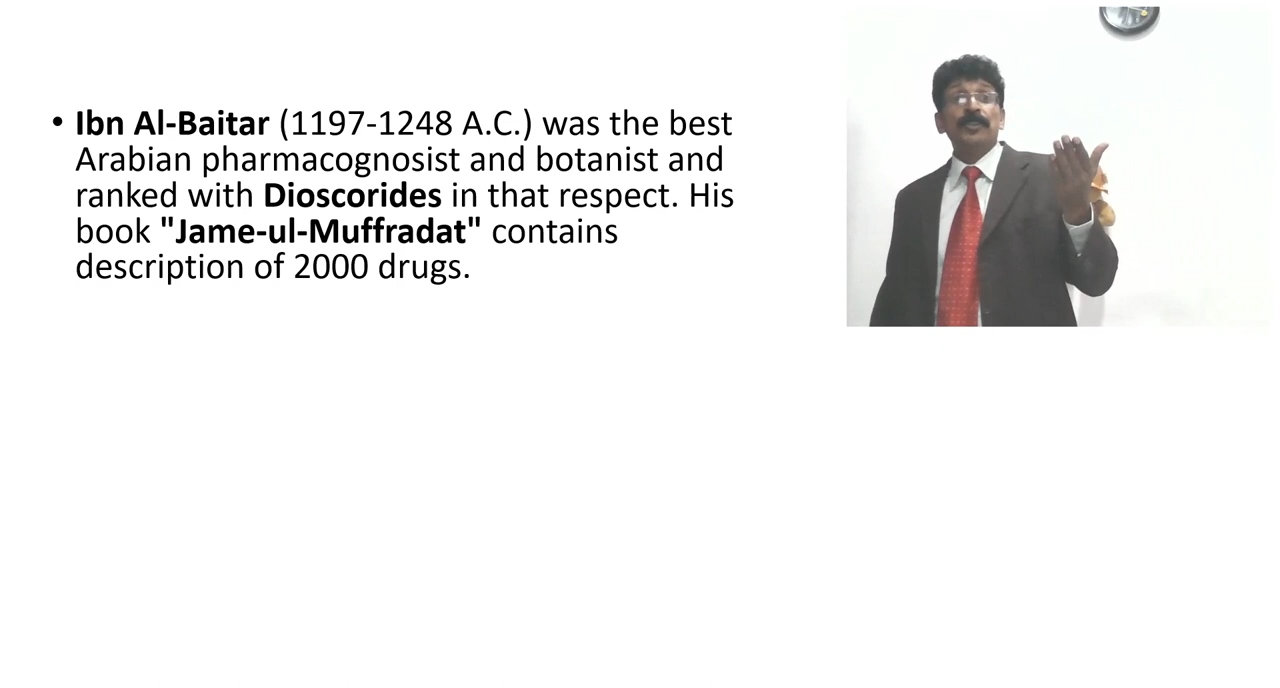 • Ibn Al-Baitar (1197-1248 A.C.) was the best
Arabian pharmacognosist and botanist and
ranked with Dioscorides in that respect. His
book "Jame-ul-Muffradat" contains
description of 2000 drugs.